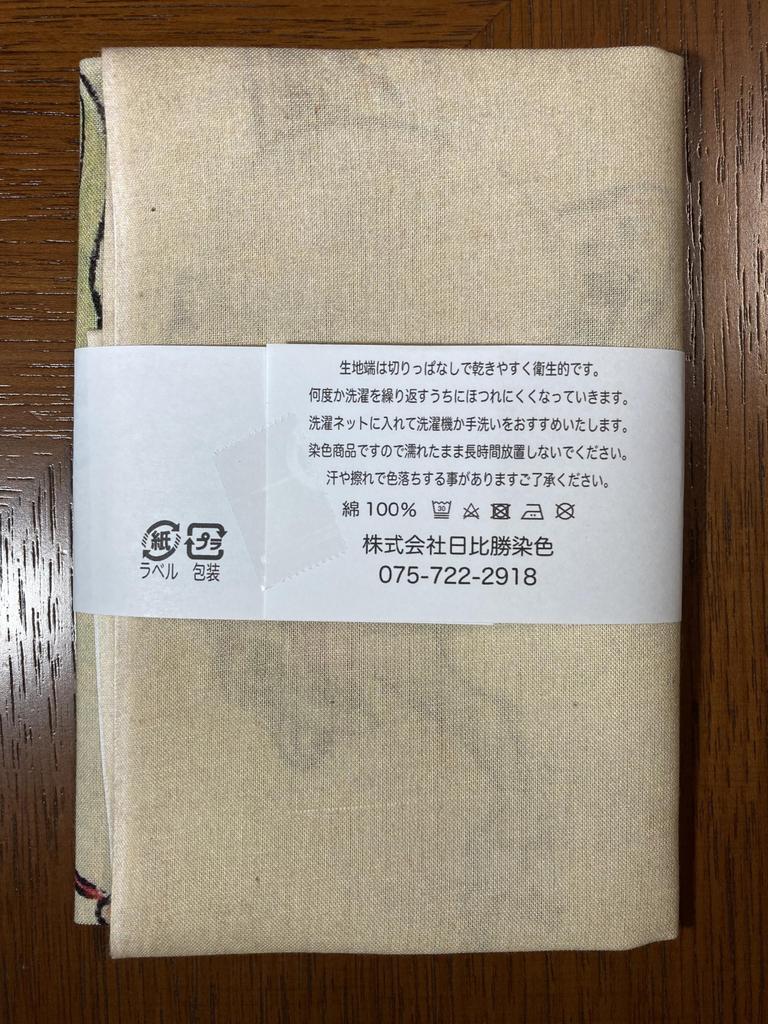 生地端は切りっぱなしで乾きやすく衛生的です。
何度か洗濯を繰り返すうちにほつれにくくなっていきます。
洗濯ネットに入れて洗濯機か手洗いをおすすめいたします。
染色商品ですので濡れたまま長時間放置しないでください。
汗や擦れで色落ちする事がありますご了承ください。
綿 100% 30
株式会社日比勝染色
075-722-2918
紙 プラ
ラベル 包装